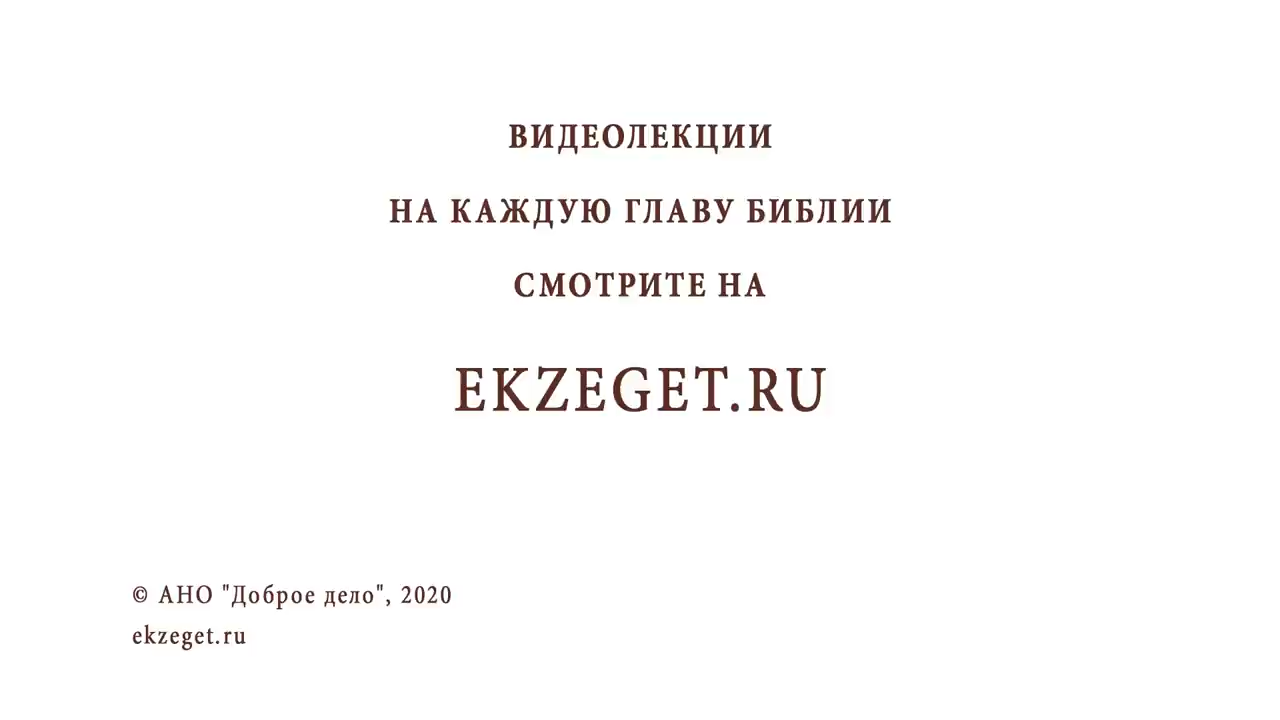 ВИДЕОЛЕКЦИИ
НА КАЖДУЮ ГЛАВУ БИБЛИИ
СМОТРИТЕ НА
EKZEGET.RU
© АНО "Доброе дело", 2020
ekzeget.ru